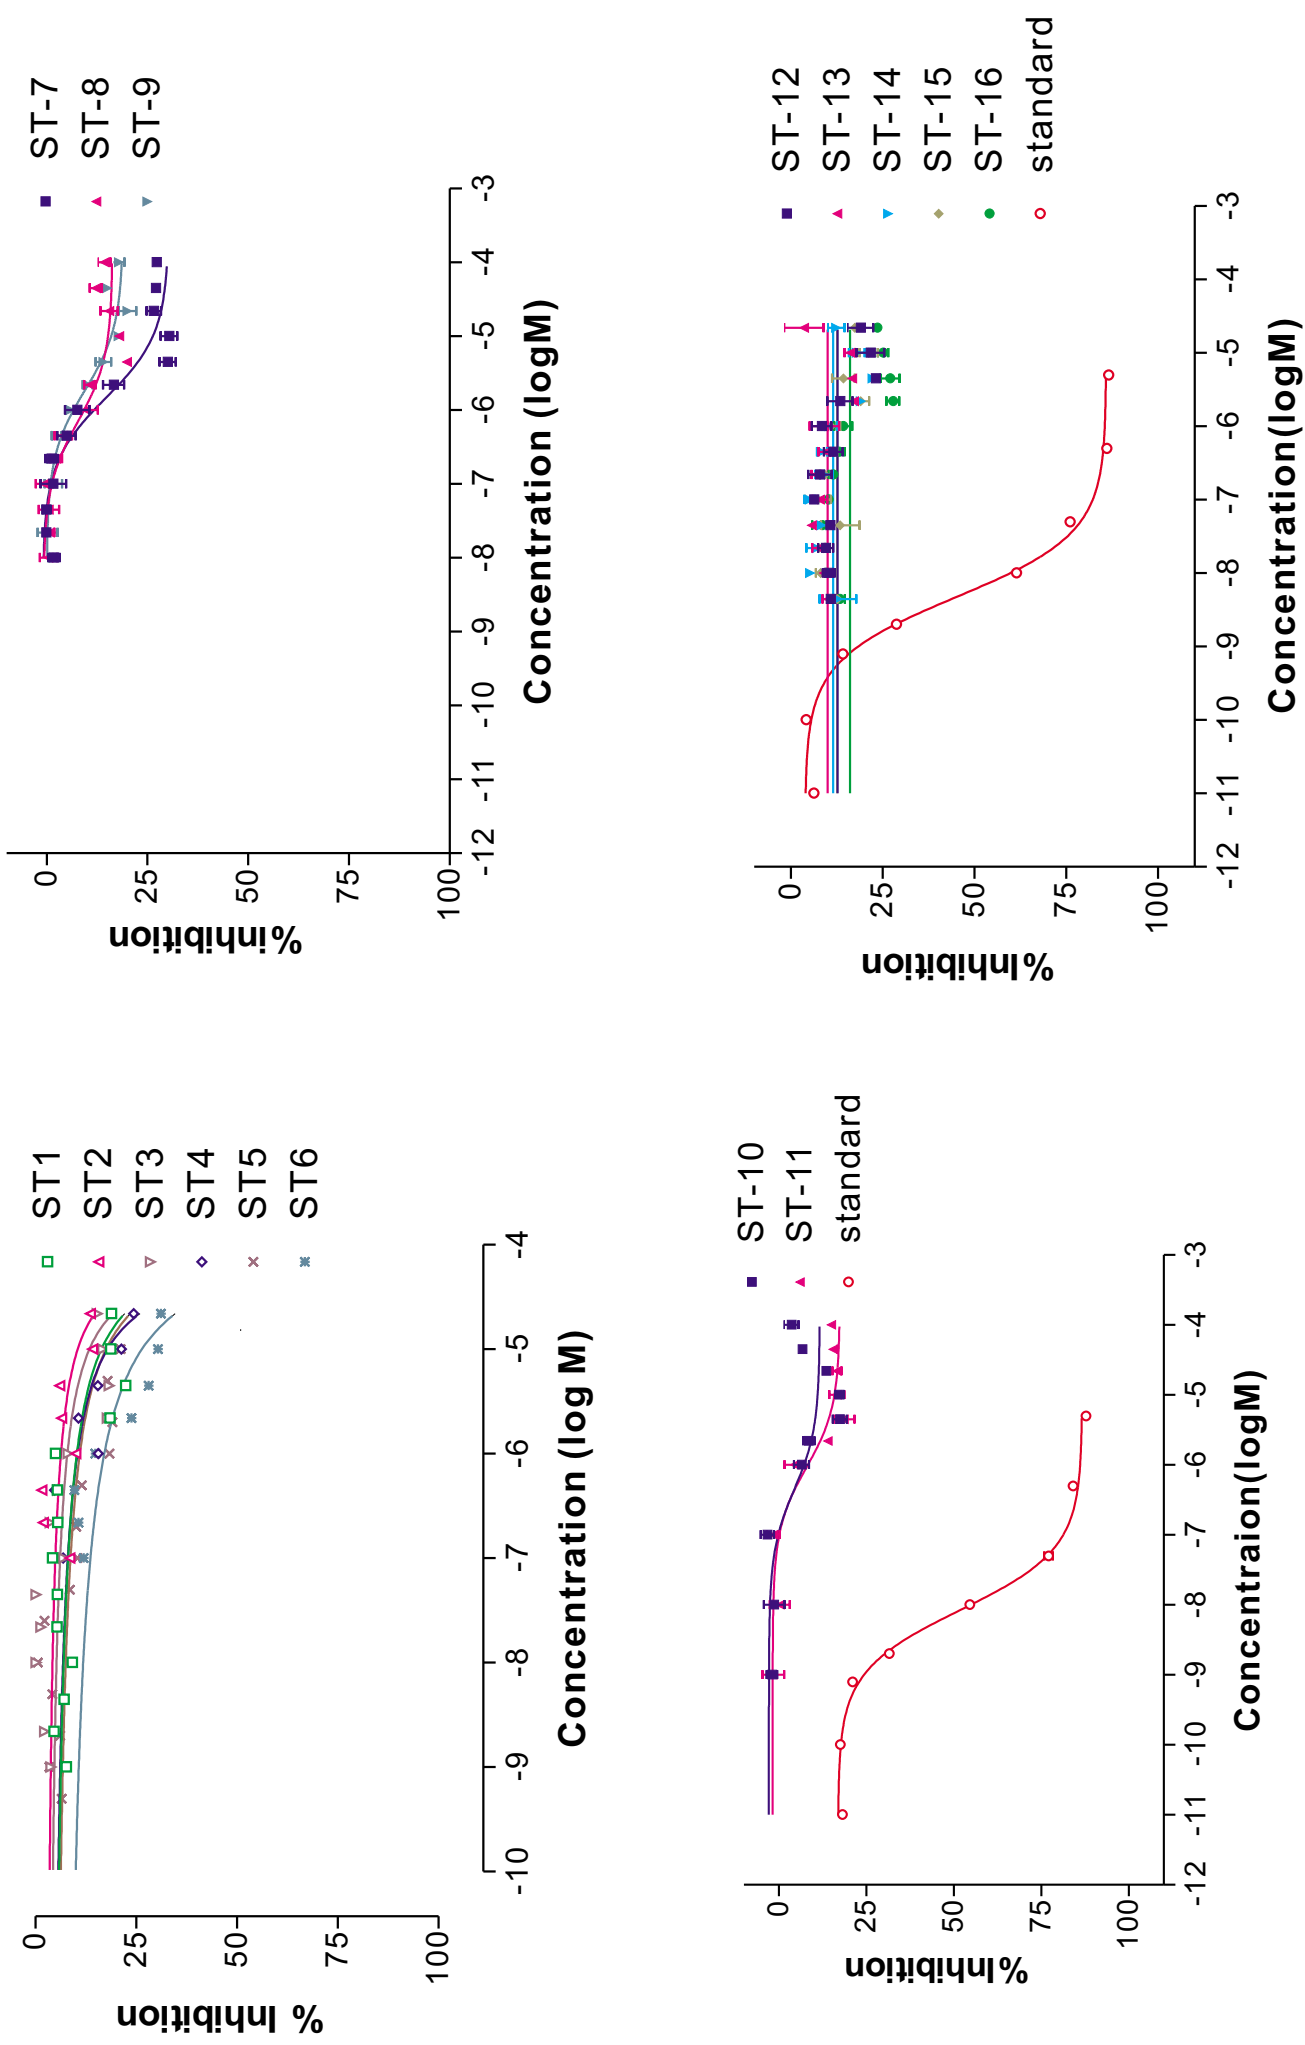 ST1
ST2
ST3
ST4
ST5
ST6
% Inhibition
0
25
50
75
100
-10
-9
-8
-7
-6
-5
-4
Concentration (log M)
ST-7
ST-8
ST-9
%inhibition
0
25
50
75
100
-12
-11
-10
-9
-8
-7
-6
-5
-4
-3
Concentration (logM)
ST-10
ST-11
standard
%Inhibition
0
25
50
75
100
-12
-11
-10
-9
-8
-7
-6
-5
-4
-3
Concentraion(logM)
ST-12
ST-13
ST-14
ST-15
ST-16
standard
%Inhibition
0
25
50
75
100
-12
-11
-10
-9
-8
-7
-6
-5
-4
-3
Concentration(logM)